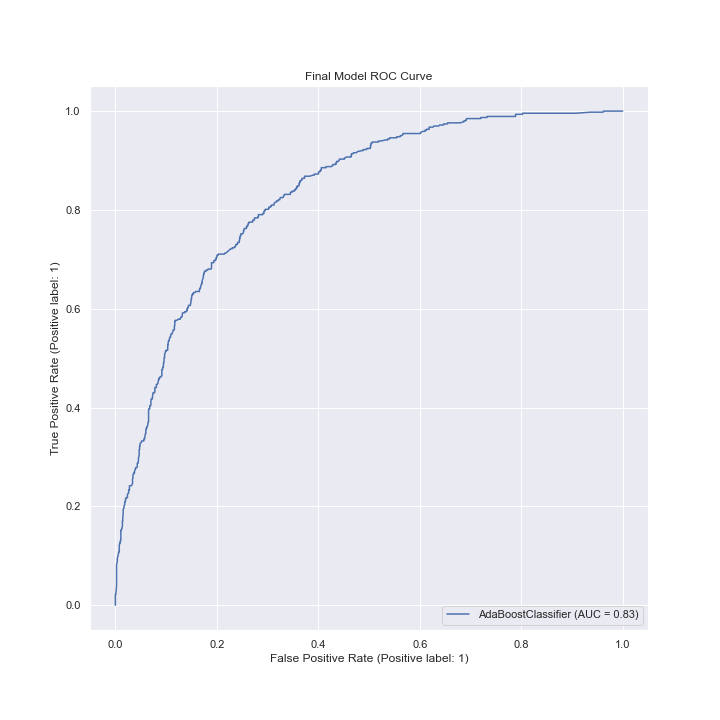 Final Model ROC Curve
1.0
0.8
0.6
0.4
0.2
0.0
True Positive Rate (Positive label: 1)
AdaBoostClassifier (AUC = 0.83)
0.0 0.2 0.4 0.6 0.8 1.0
False Positive Rate (Positive label: 1)